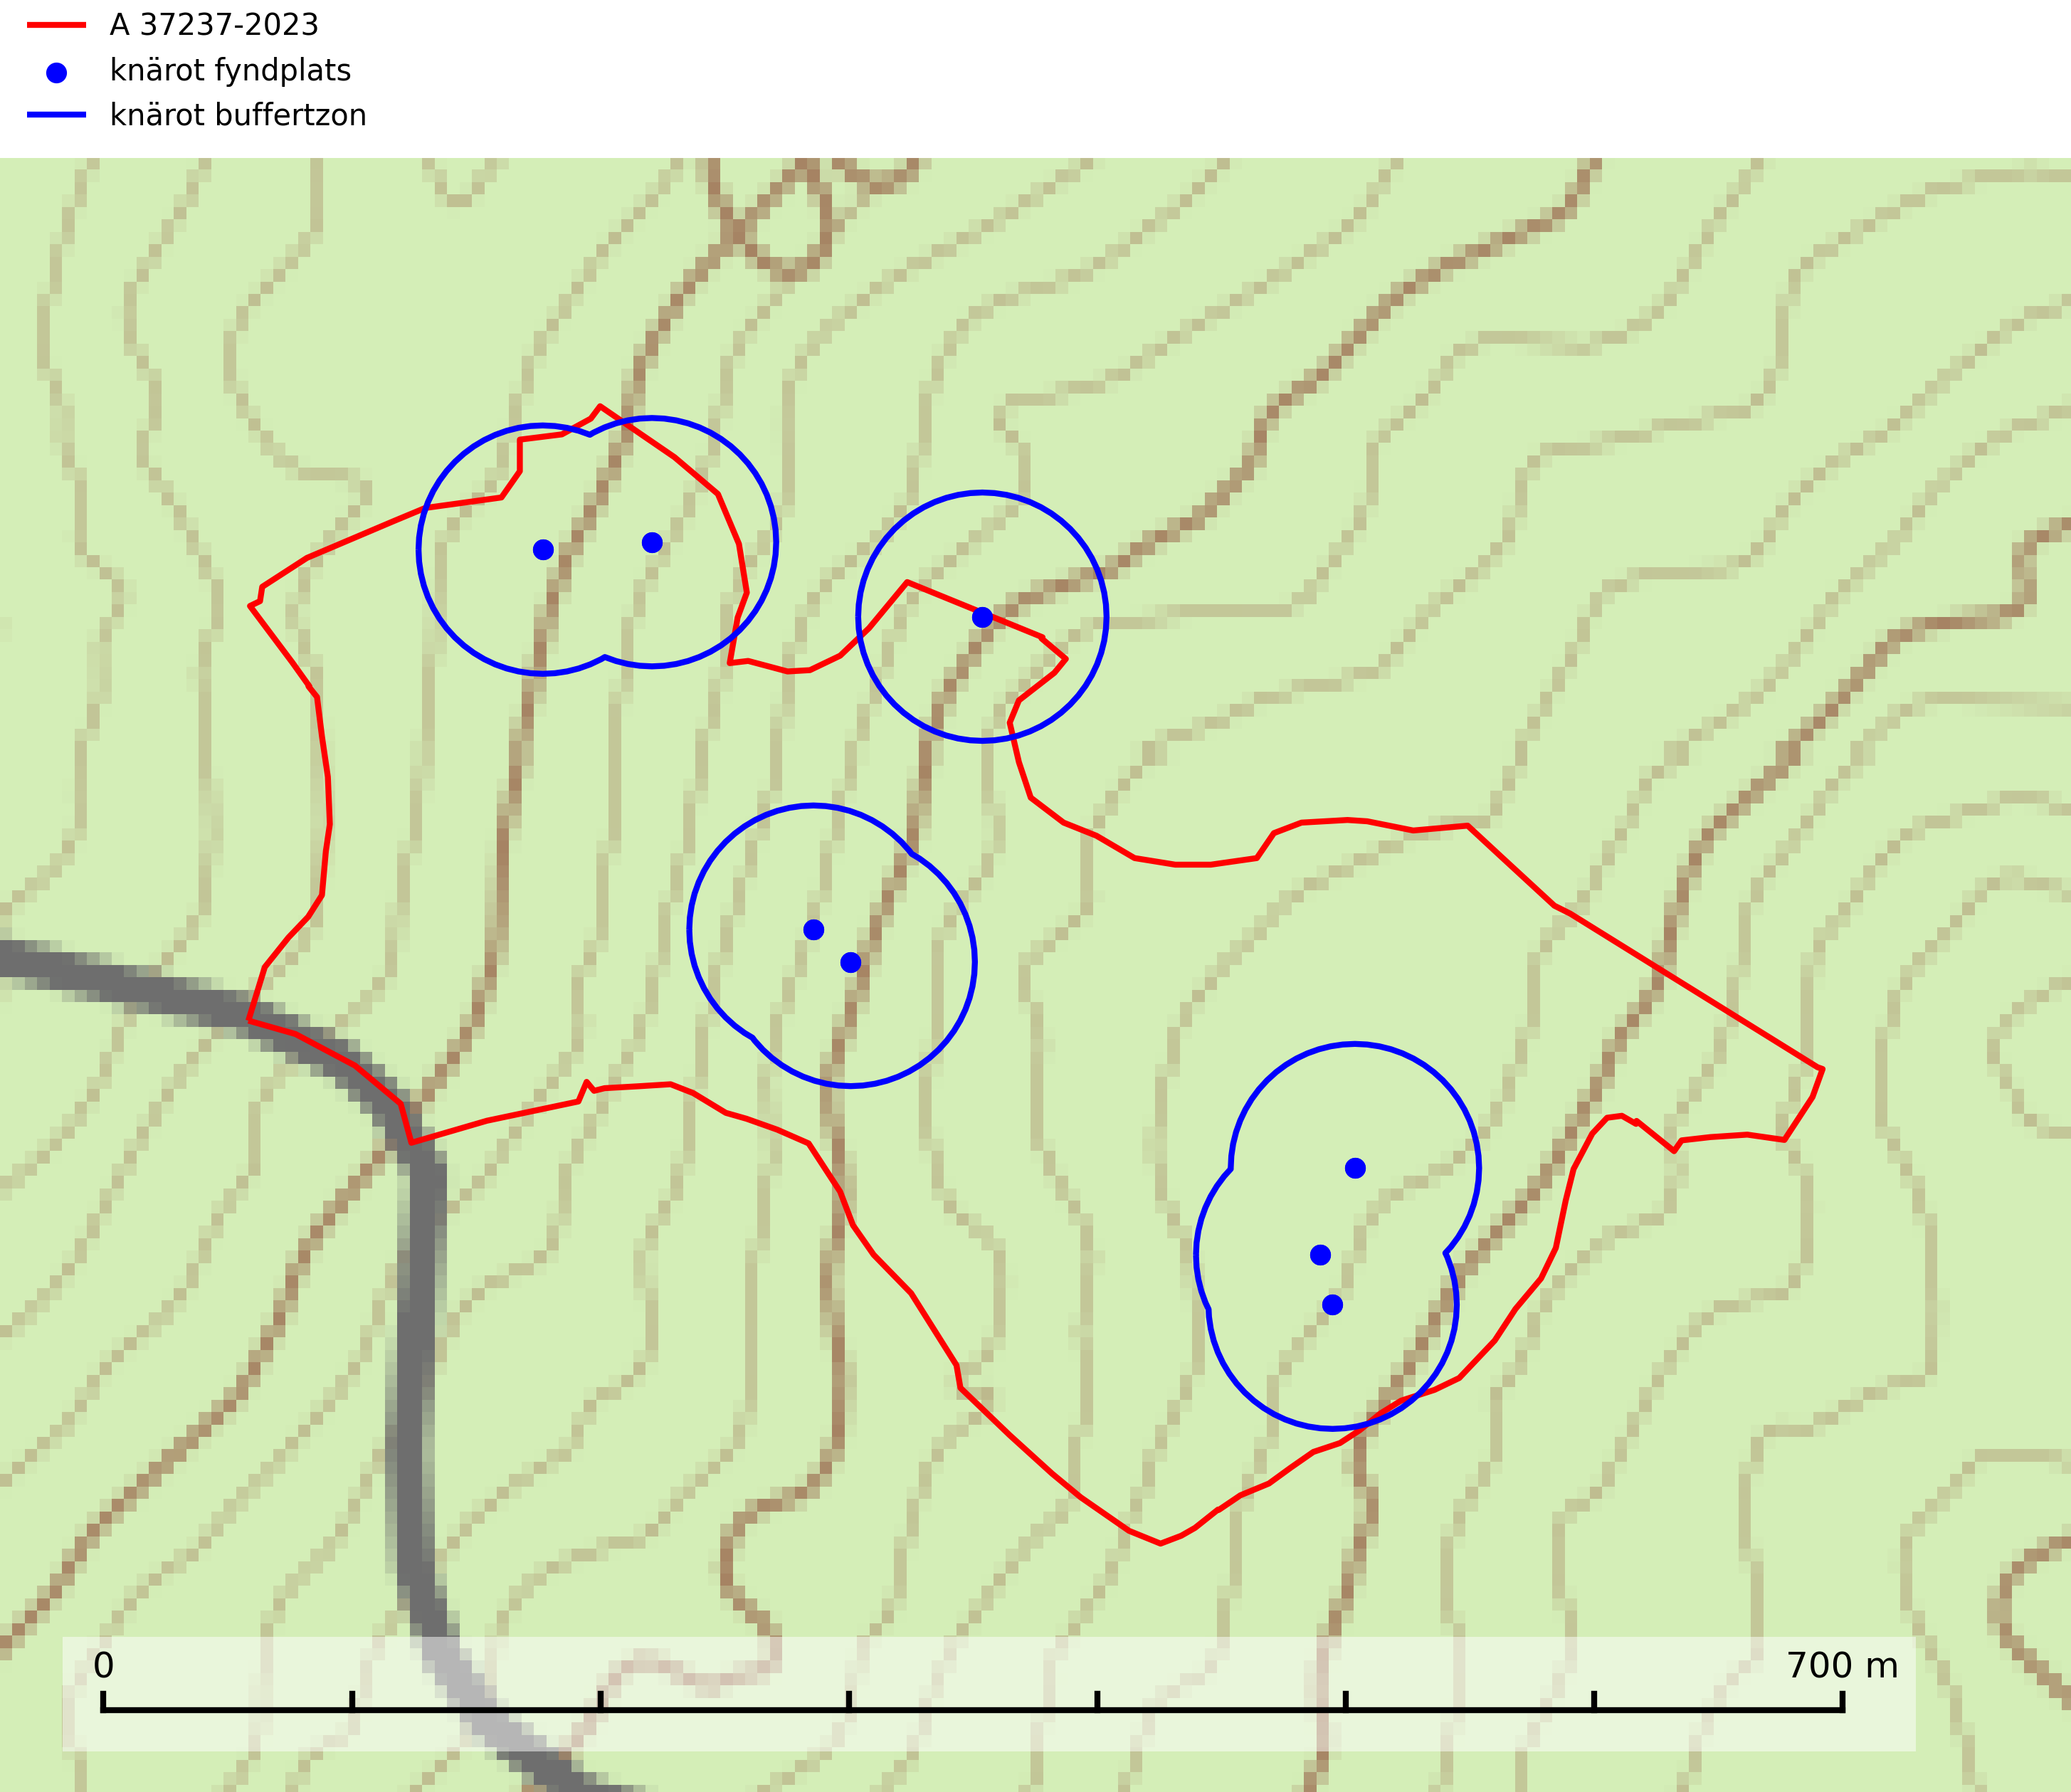 A 37237-2023
knärot fyndplats
knärot buffertzon
0 700 m